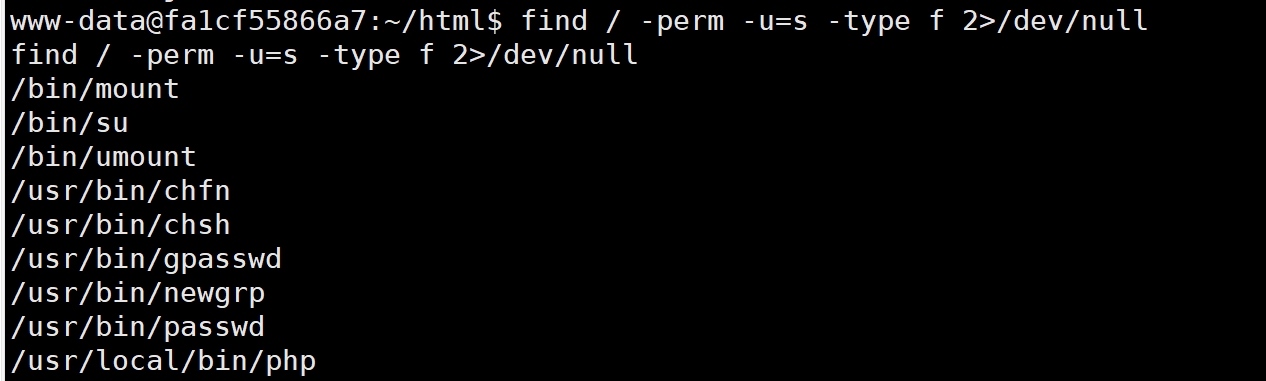 www-data@fa1cf55866a7:~/html$ find / -perm -u=s -type f 2>/dev/null
find / -perm -u=s -type f 2>/dev/null
/bin/mount
/bin/su
/bin/umount
/usr/bin/chfn
/usr/bin/chsh
/usr/bin/gpasswd
/usr/bin/newgrp
/usr/bin/passwd
/usr/local/bin/php